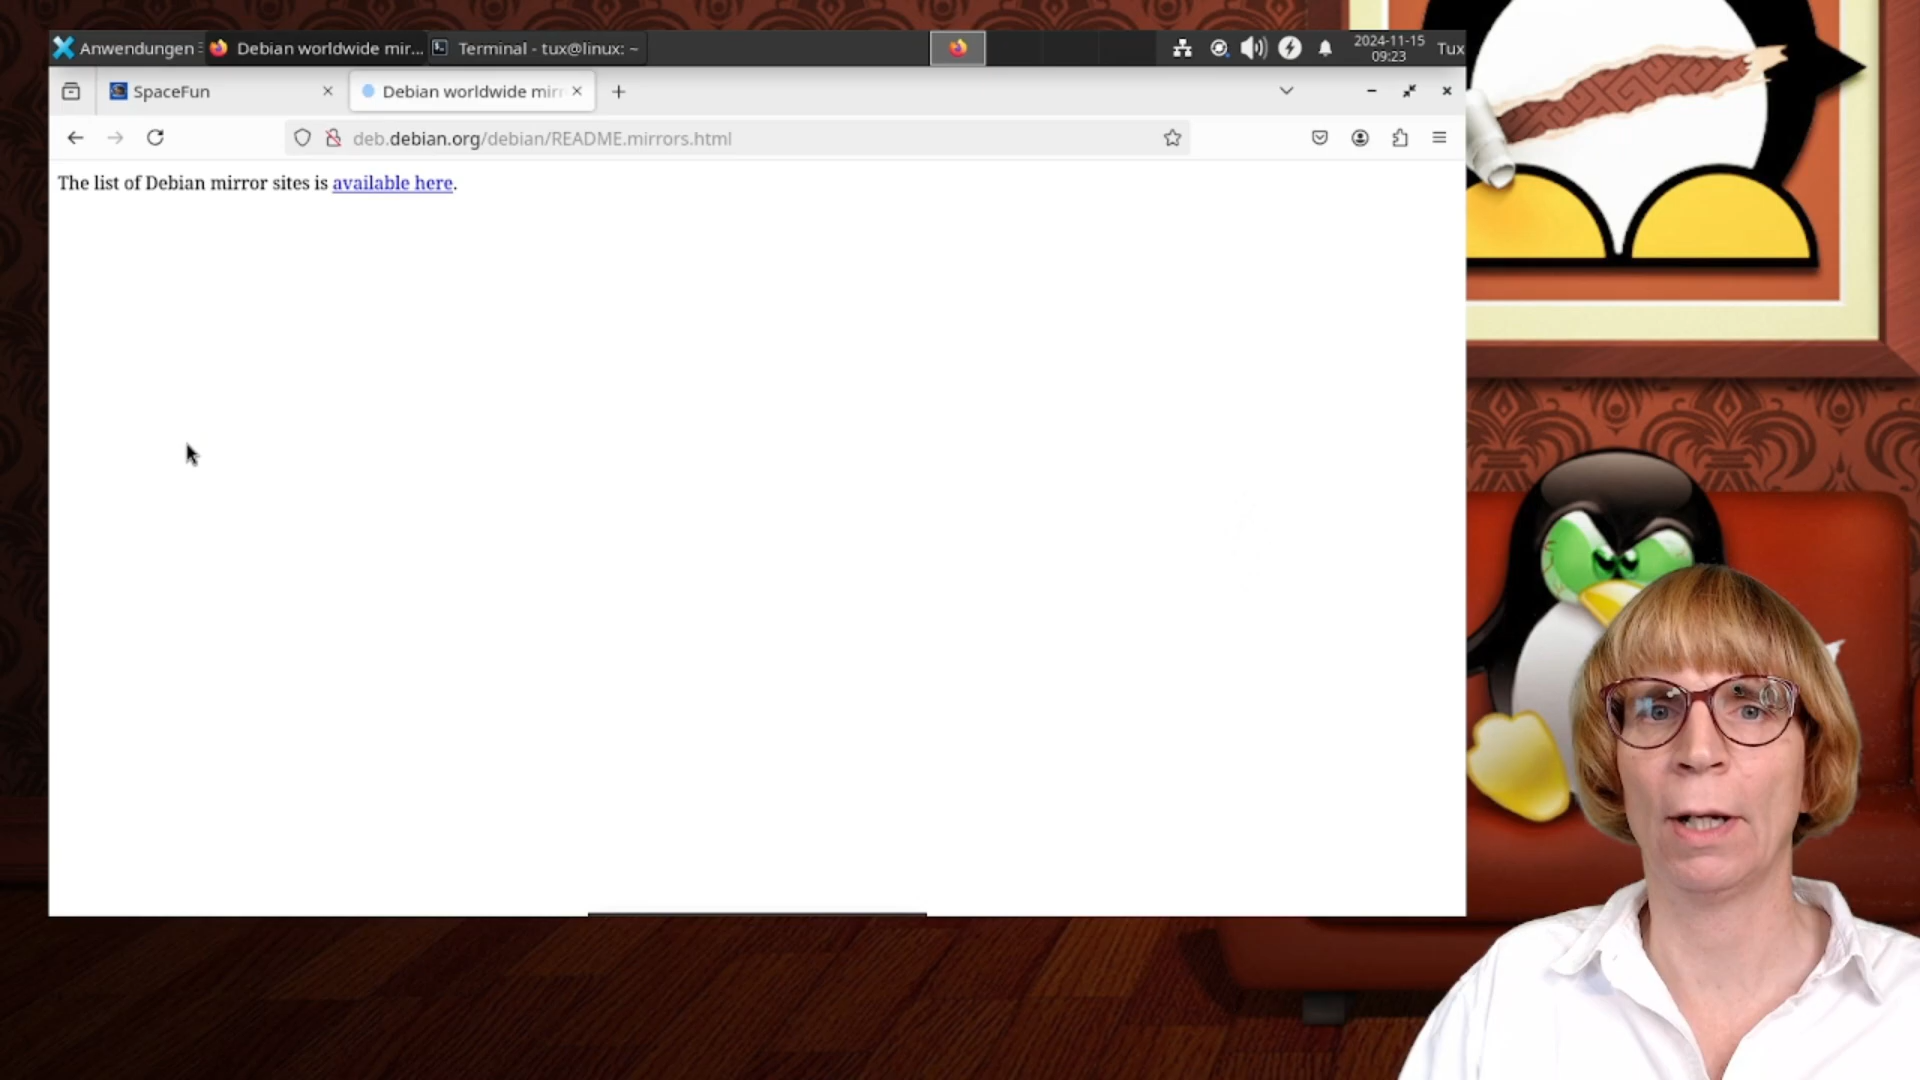 Anwendungen
Debian worldwide mir...
Terminal - tux@linux: ~
2024-11-15
09:23
Tux
SpaceFun
Debian worldwide mirr
deb.debian.org/debian/README.mirrors.html
The list of Debian mirror sites is available here.